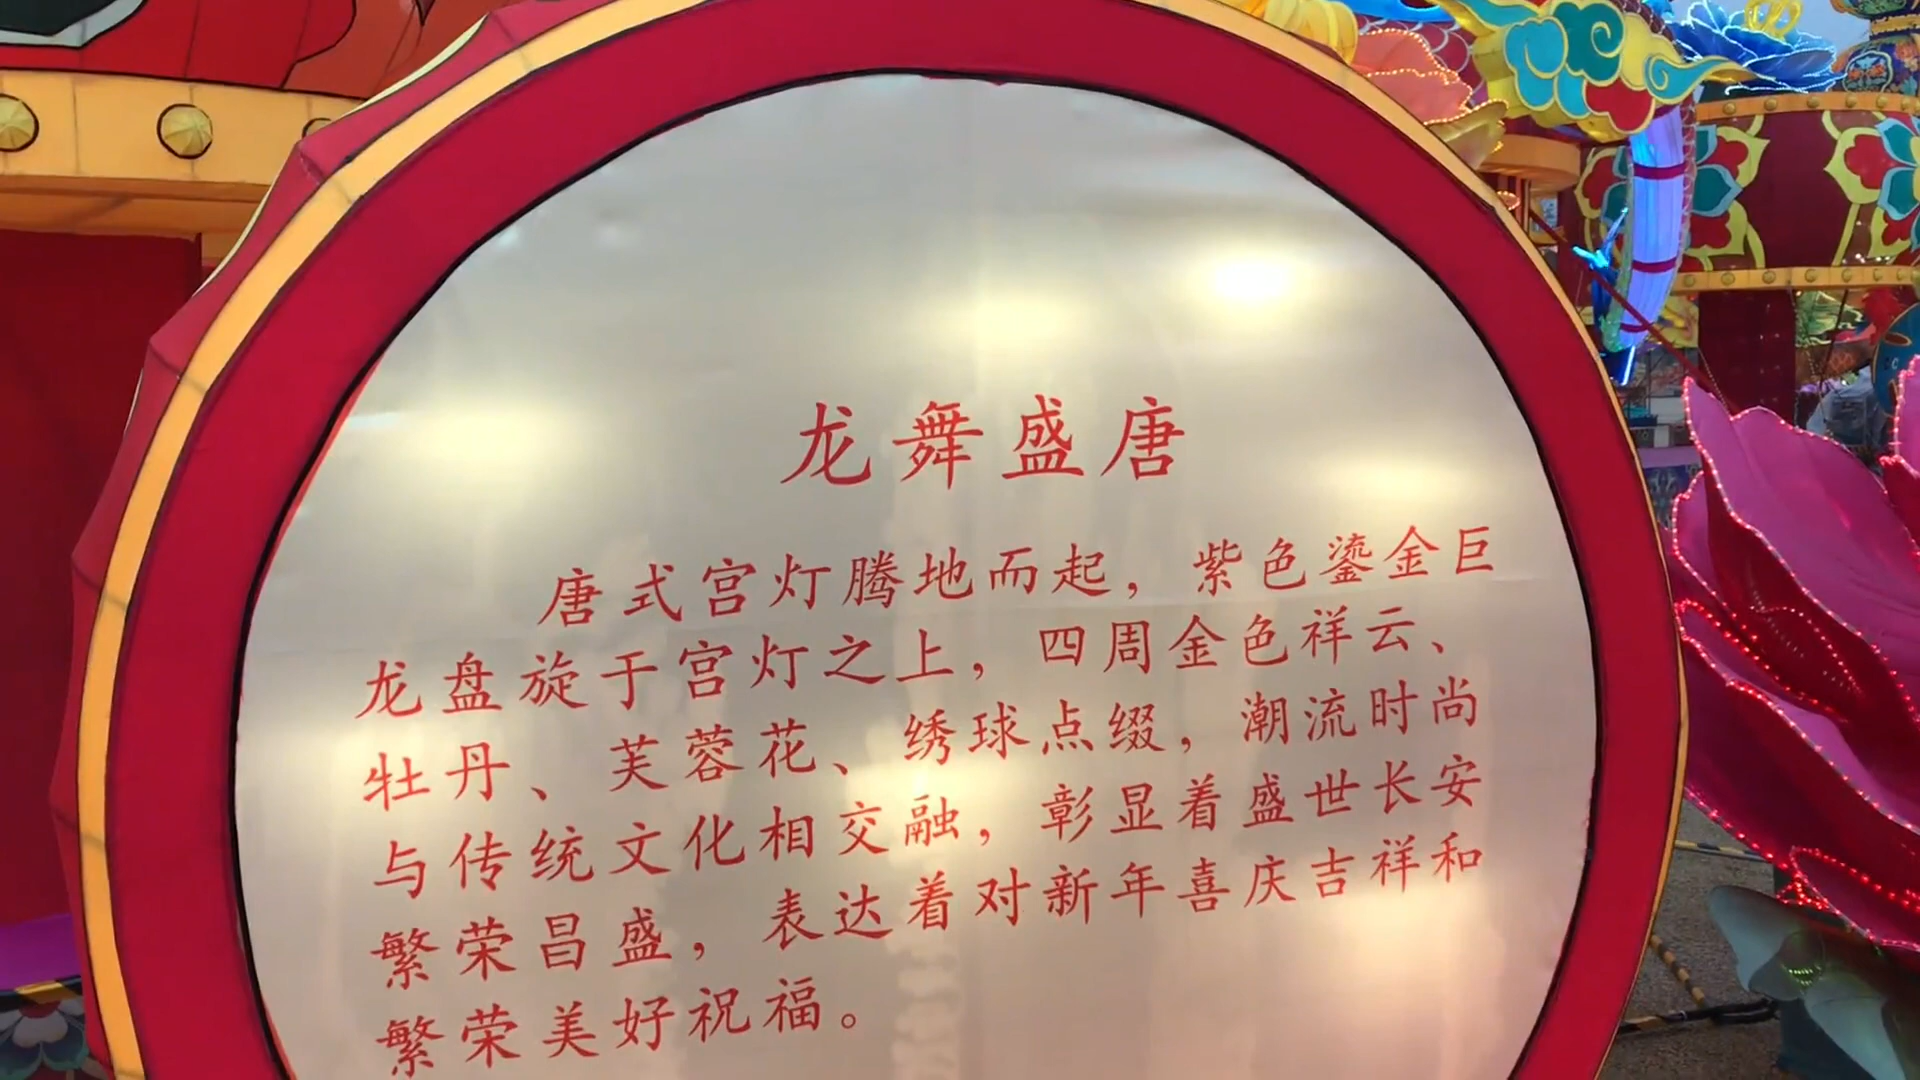 龙舞盛唐
唐式宫灯腾地而起，紫色鎏金巨
龙盘旋于宫灯之上，四周金色祥云、
牡丹、芙蓉花、绣球点缀，潮流时尚
与传统文化相交融，彰显着盛世长安
繁荣昌盛，表达着对新年喜庆吉祥和
繁荣美好祝福。